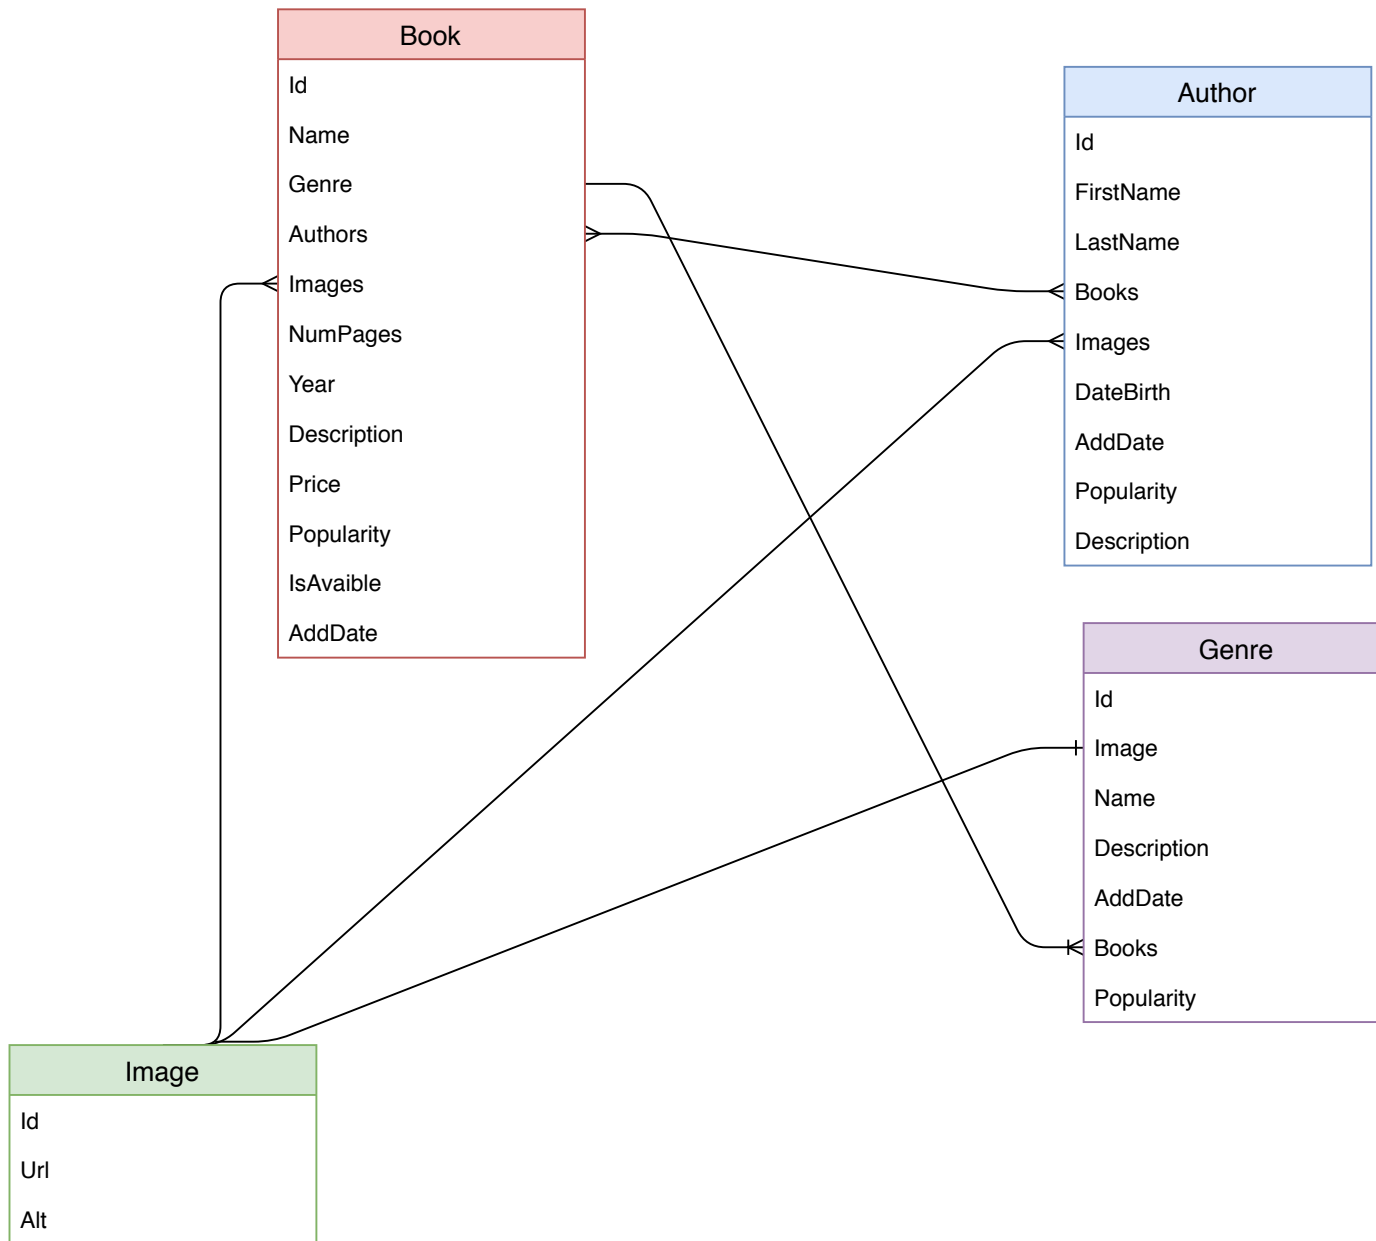 Book
Id
Name
Genre
Authors
Images
NumPages
Year
Description
Price
Popularity
IsAvaible
AddDate
Author
Id
FirstName
LastName
Books
Images
DateBirth
AddDate
Popularity
Description
Genre
Id
Image
Name
Description
AddDate
Books
Popularity
Image
Id
Url
Alt